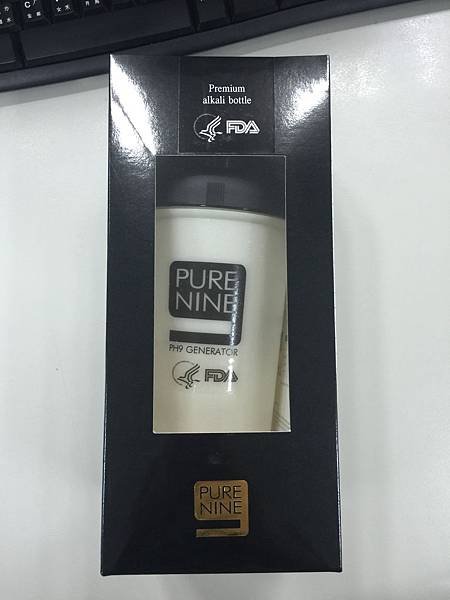 Premium
alkali bottle
FDA
PURE
NINE
PH9 GENERATOR
FDA
PURE
NINE